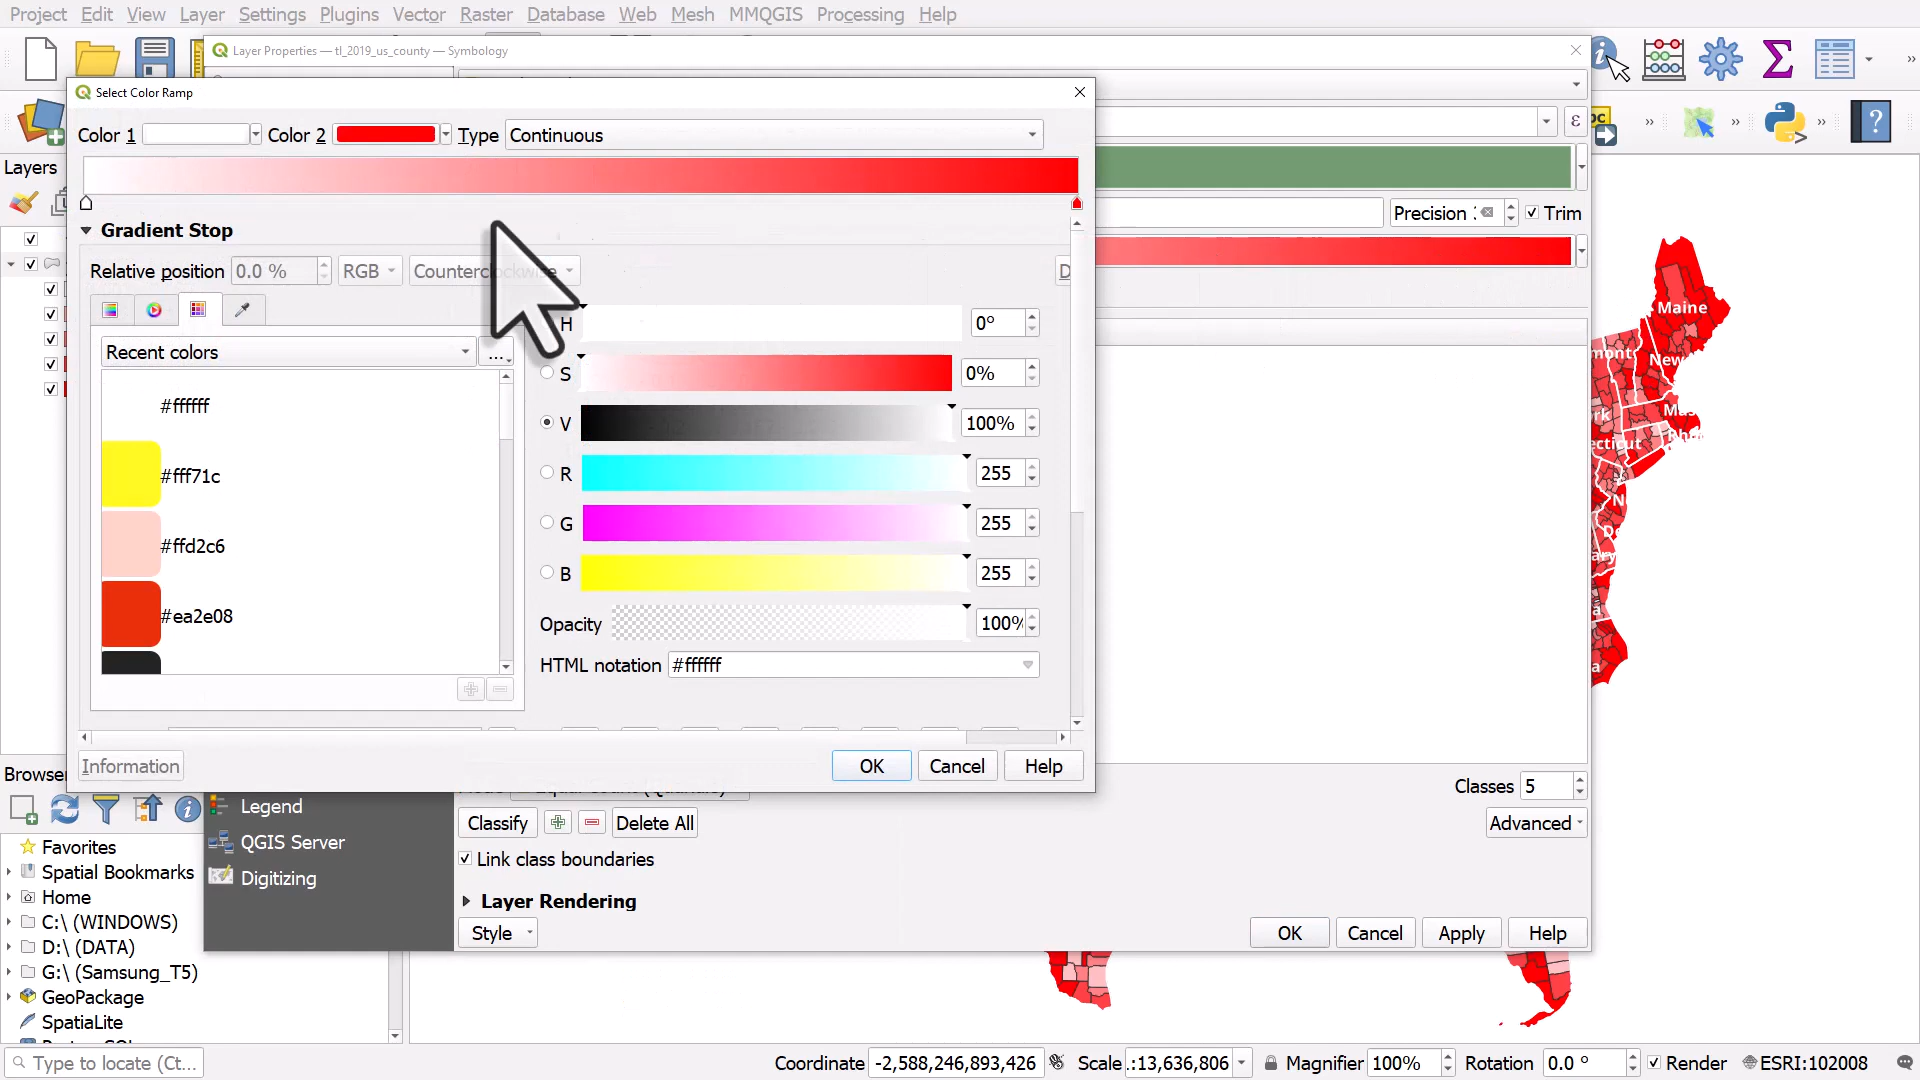 Project Edit View Layer Settings Plugins Vector Raster Database Web Mesh MMQGIS Processing Help
Layer Properties — tl_2019_us_county — Symbology
Select Color Ramp
Color 1 Color 2 Type Continuous
Layers
Gradient Stop
Precision Trim
Relative position 0.0 % RGB Counterclockwise D
H 0°
Recent colors
S 0%
#ffffff
V 100%
#fff71c
R 255
#ffd2c6
G 255
B 255
#ea2e08
Opacity 100%
HTML notation #ffffff
Information OK Cancel Help
Maine
Classes 5
Legend
Classify Delete All Advanced
QGIS Server
Link class boundaries
Digitizing
Layer Rendering
Style OK Cancel Apply Help
Favorites
Spatial Bookmarks
Home
C:\ (WINDOWS)
D:\ (DATA)
G:\ (Samsung_T5)
GeoPackage
SpatiaLite
Type to locate (Ct... Coordinate -2,588,246,893,426 Scale .:13,636,806 Magnifier 100% Rotation 0.0 ° Render ESRI:102008